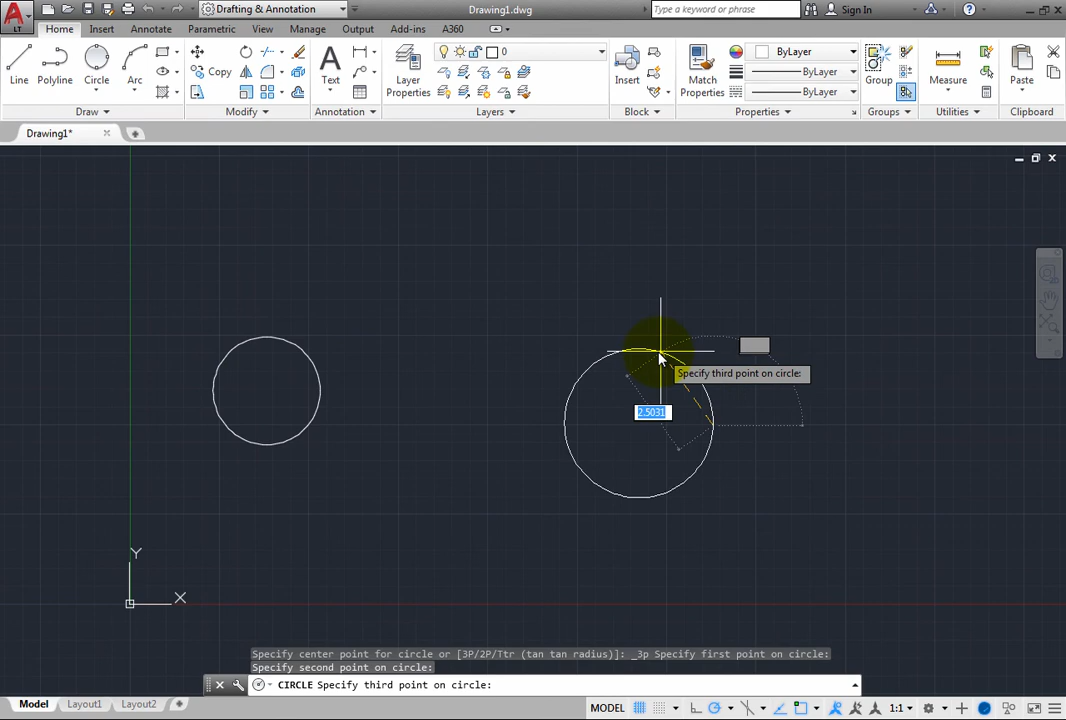 Drafting & Annotation
Drawing1.dwg
Type a keyword or phrase
Sign In
LT
Home Insert Annotate Parametric View Manage Output Add-ins A360
Line
Polyline
Circle
Arc
Copy
Text
Layer
Properties
0
Insert
Match
Properties
ByLayer
ByLayer
ByLayer
Group
Measure
Paste
Draw
Modify
Annotation
Layers
Block
Properties
Groups
Utilities
Clipboard
Drawing1*
Specify third point on circle:
2.5031
Y
X
Specify center point for circle or [3P/2P/Ttr (tan tan radius)]: _3p Specify first point on circle:
Specify second point on circle:
CIRCLE Specify third point on circle:
Model Layout1 Layout2
MODEL
1:1